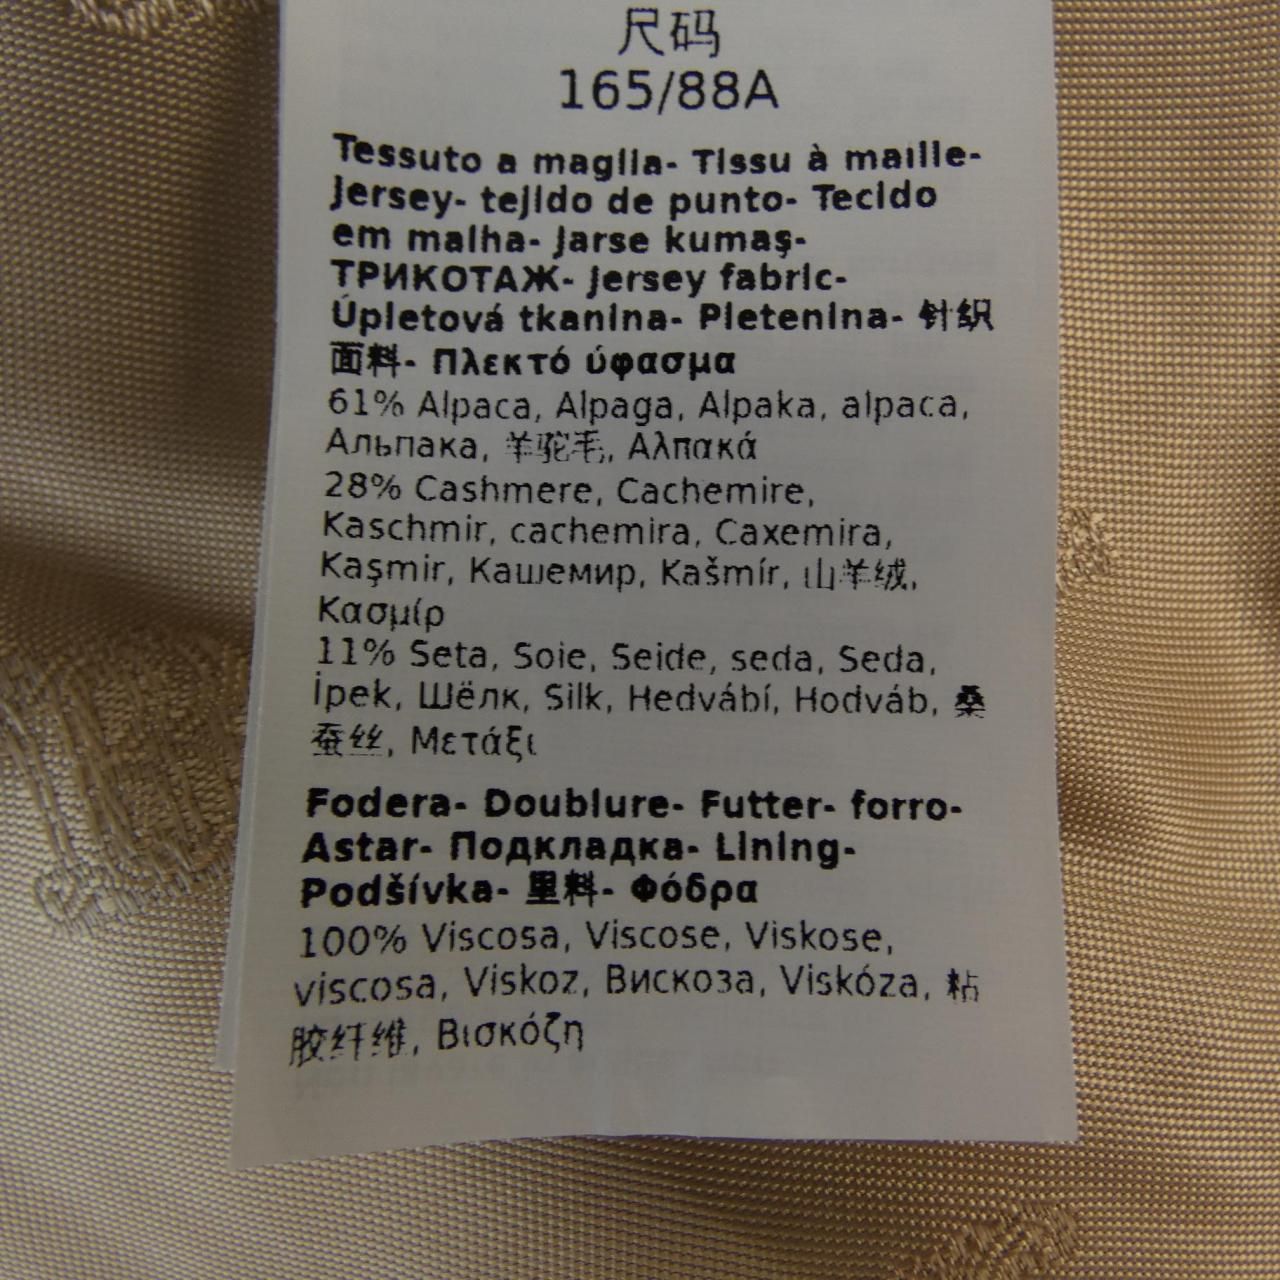 尺码
165/88A
Tessuto a maglia- Tissu à maille-
Jersey- tejido de punto- Tecido
em malha- Jarse kumaş-
ТРИКОТАЖ- Jersey fabric-
Úpletová tkanina- Pletenina- 针织
面料- Πλεκτό ύφασμα
61% Alpaca, Alpaga, Alpaka, alpaca,
Альпака, 羊驼毛, Αλπακά
28% Cashmere, Cachemire,
Kaschmir, cachemira, Caxemira,
Kaşmir, Кашемир, Kašmír, 山羊绒,
Κασμίρ
11% Seta, Soie, Seide, seda, Seda,
İpek, Шёлк, Silk, Hedvábí, Hodváb, 桑
蚕丝, Μετάξι
Fodera- Doublure- Futter- forro-
Astar- Подкладка- Lining-
Podšívka- 里料- Φόδρα
100% Viscosa, Viscose, Viskose,
viscosa, Viskoz, Вискоза, Viskóza, 粘
胶纤维, Βισκόζη